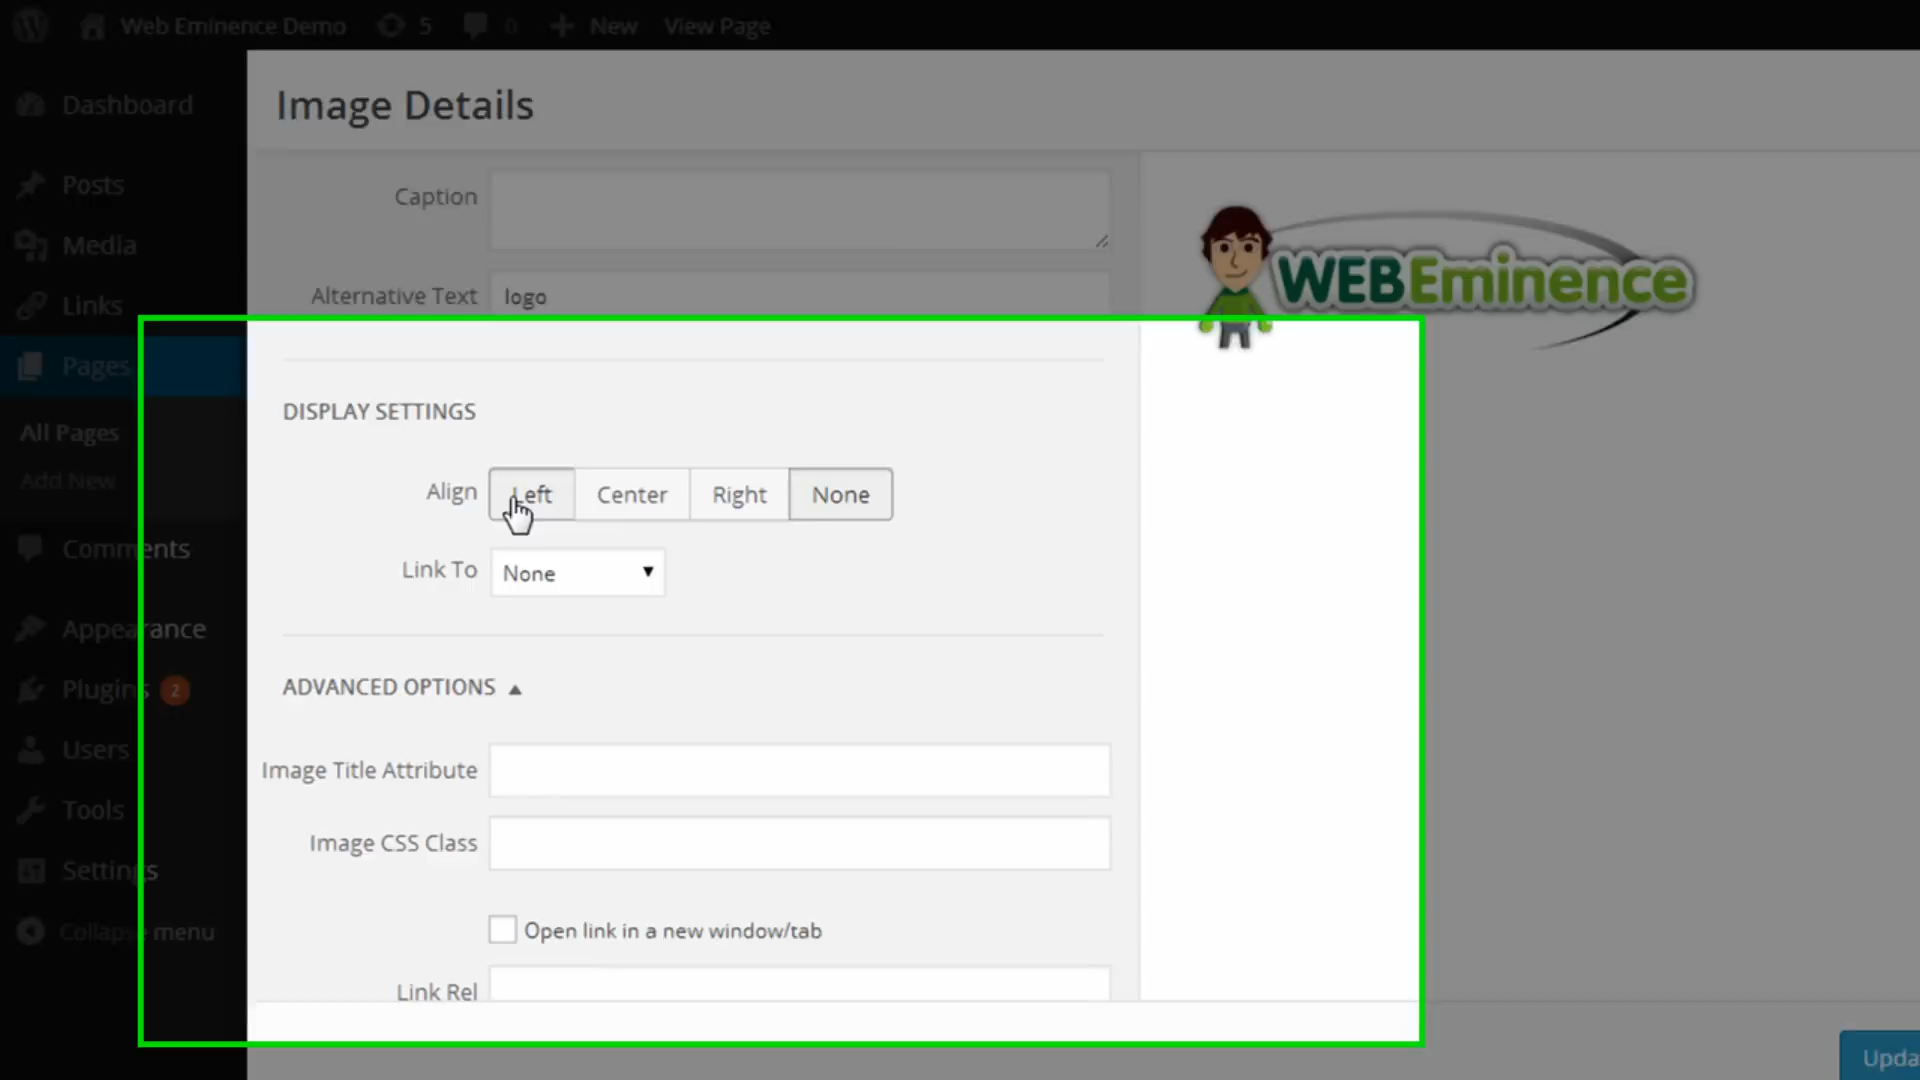 Web Eminence Demo 5 0 New View Page
Dashboard
Posts
Media
Links
Pages
All Pages
Add New
Comments
Appearance
Plugins 2
Users
Tools
Settings
Collapse menu
Image Details
Caption
Alternative Text logo
WEBEminence
DISPLAY SETTINGS
Align Left Center Right None
Link To None
ADVANCED OPTIONS
Image Title Attribute
Image CSS Class
Open link in a new window/tab
Link Rel
Upda